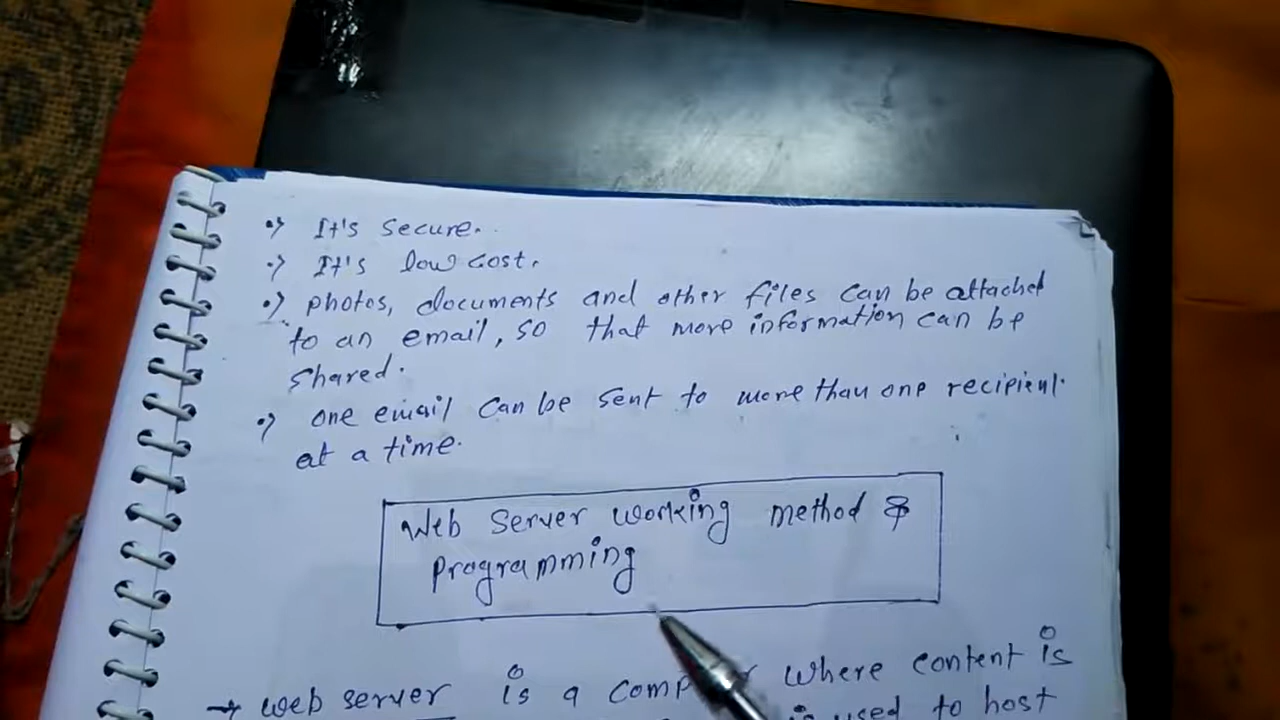 •> It's secure.
•> It's low cost.
•> photos, documents and other files can be attached
to an email, so that more information can be
shared.
•> one email can be sent to more than one recipient
at a time.
Web server working method &
programming
→ web server is a where content is
is used to host